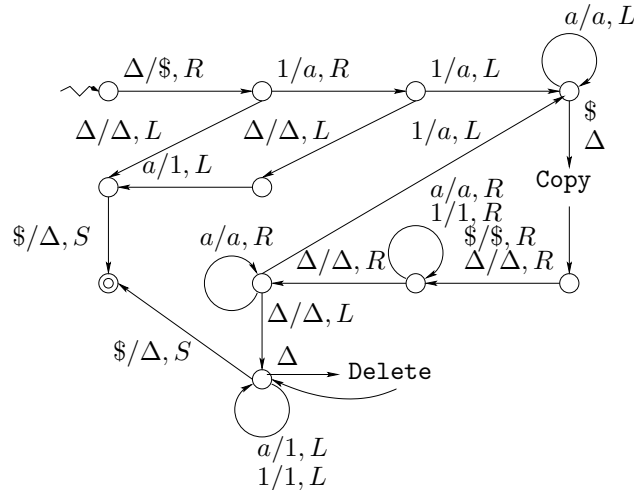 a/a, L
Δ/$, R
1/a, R
1/a, L
Δ/Δ, L
Δ/Δ, L
1/a, L
$
Δ
a/1, L
Copy
a/a, R
1/1, R
$/Δ, S
a/a, R
$/$, R
Δ/Δ, R
Δ/Δ, R
Δ/Δ, L
$/Δ, S
Δ
Delete
a/1, L
1/1, L